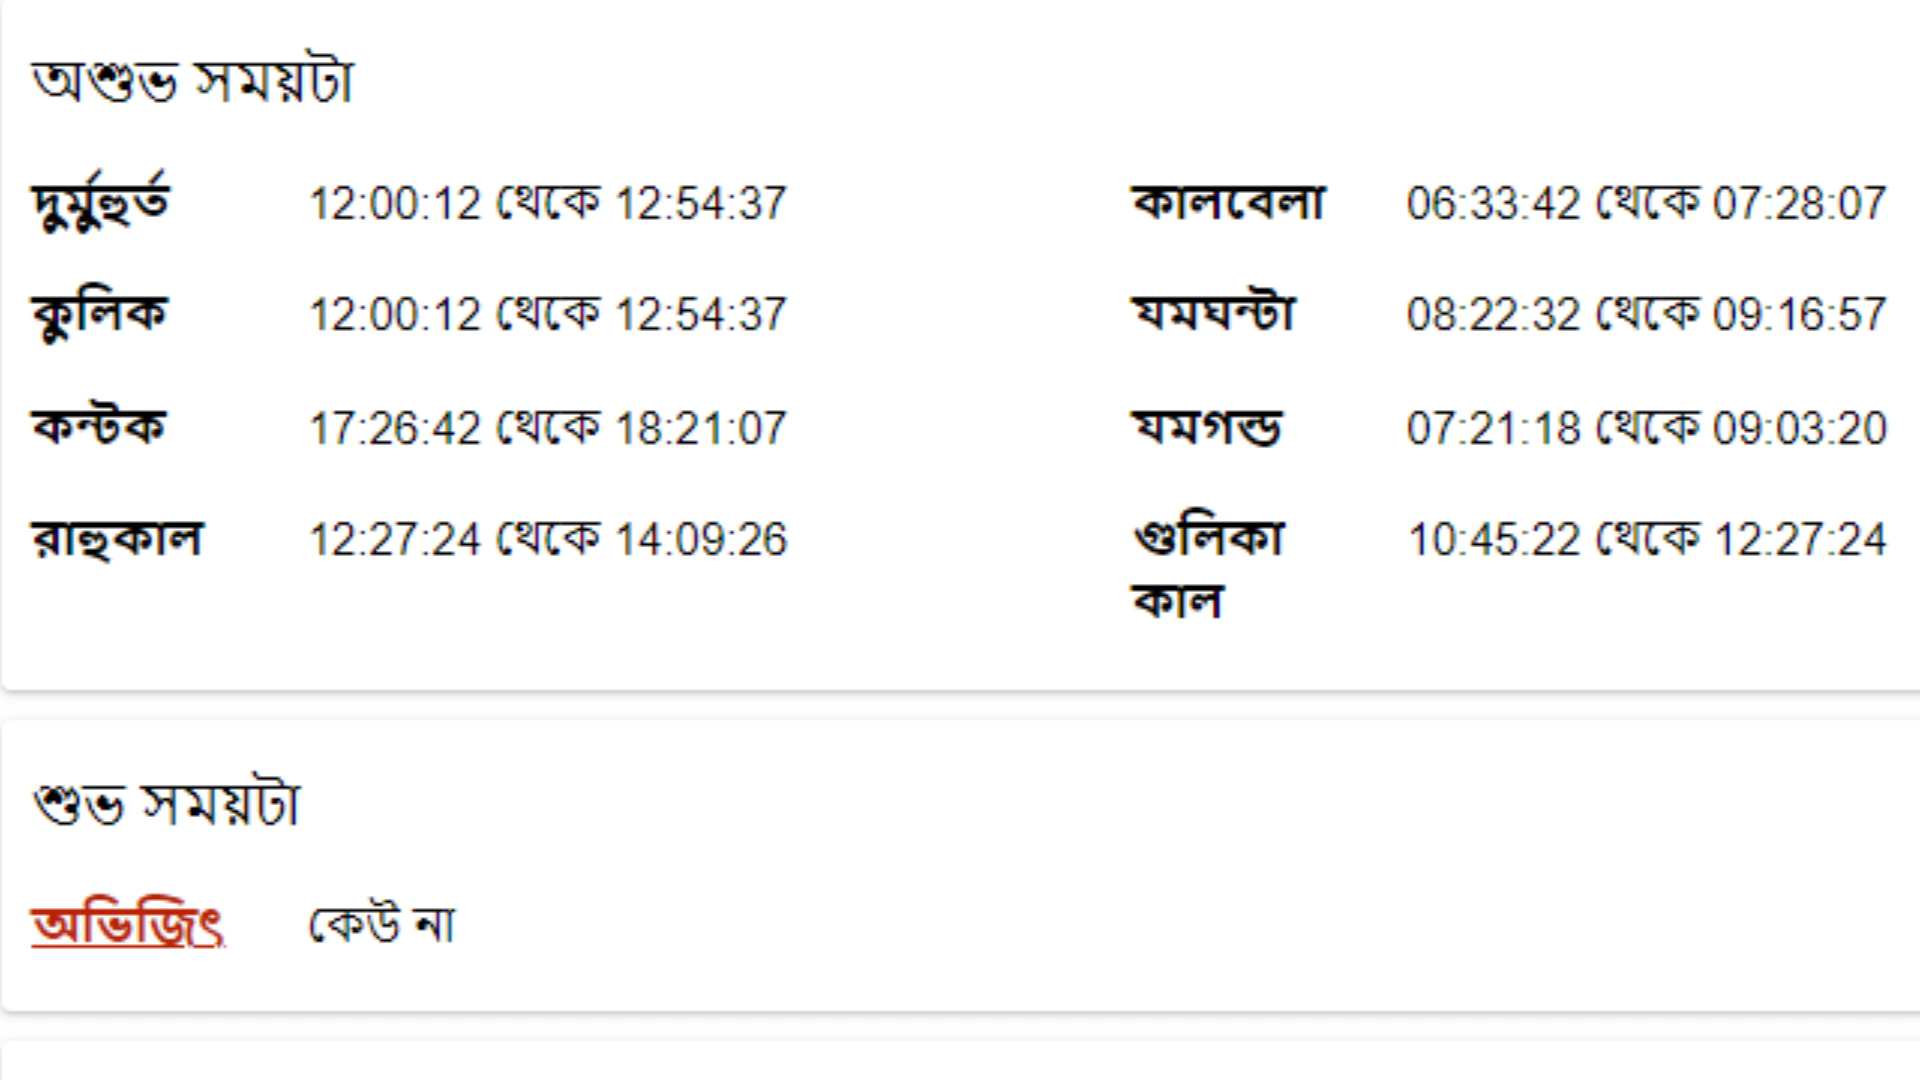 অশুভ সময়টা
দুর্মুহুর্ত 12:00:12 থেকে 12:54:37 কালবেলা 06:33:42 থেকে 07:28:07
কুলিক 12:00:12 থেকে 12:54:37 যমঘন্টা 08:22:32 থেকে 09:16:57
কন্টক 17:26:42 থেকে 18:21:07 যমগন্ড 07:21:18 থেকে 09:03:20
রাহুকাল 12:27:24 থেকে 14:09:26 গুলিকা 10:45:22 থেকে 12:27:24
কাল
শুভ সময়টা
অভিজিৎ কেউ না